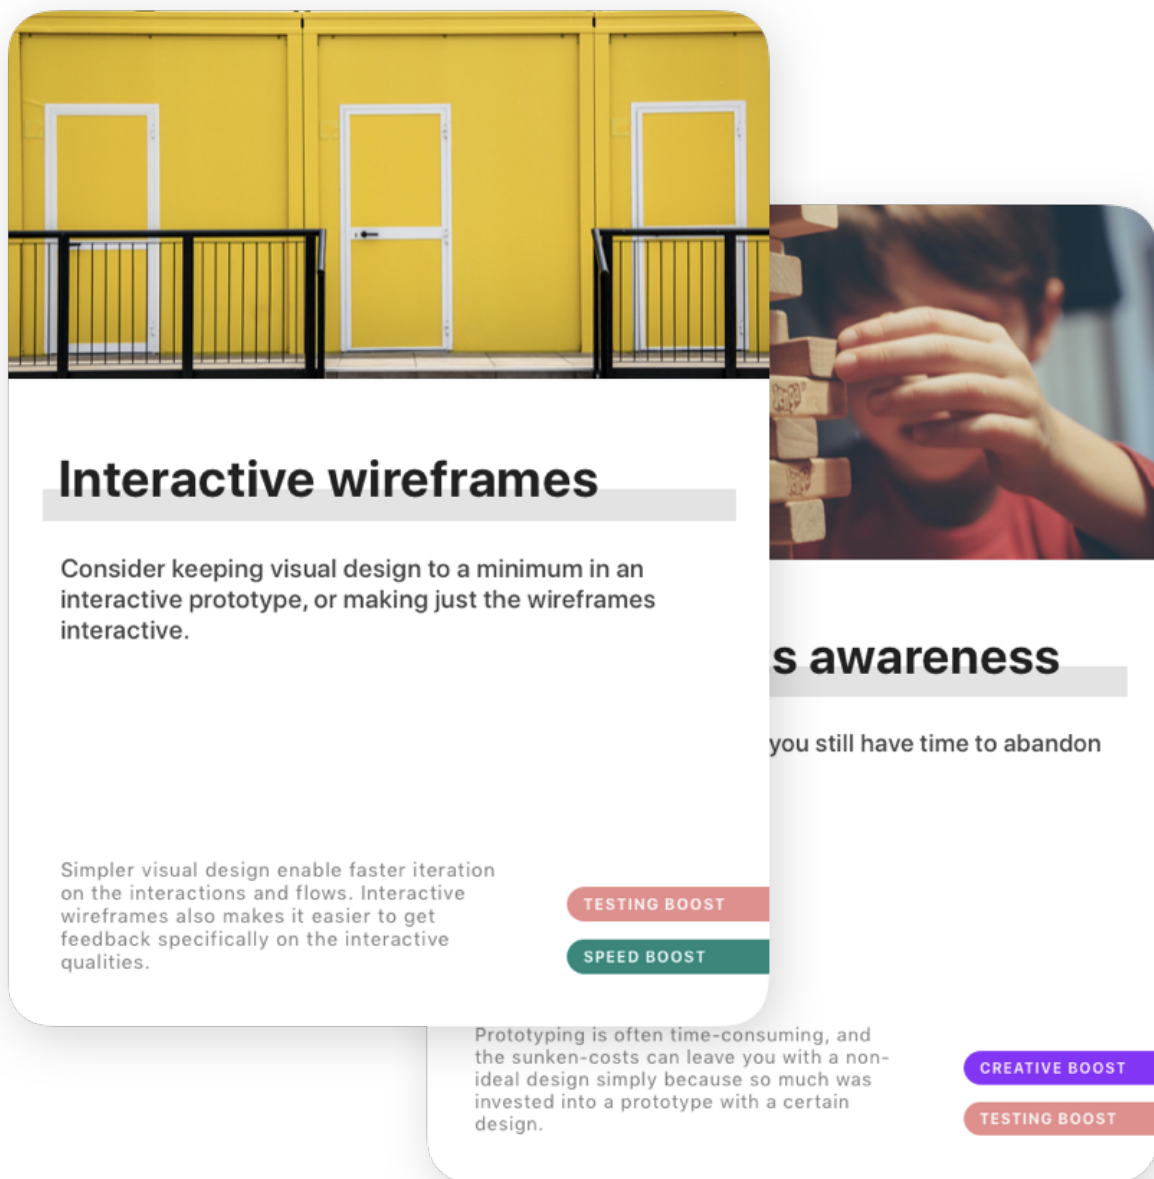 Interactive wireframes
Consider keeping visual design to a minimum in an
interactive prototype, or making just the wireframes
interactive.
Simpler visual design enable faster iteration
on the interactions and flows. Interactive
wireframes also makes it easier to get
feedback specifically on the interactive
qualities.
TESTING BOOST
SPEED BOOST
Jenga
s awareness
you still have time to abandon
Prototyping is often time-consuming, and
the sunken-costs can leave you with a non-
ideal design simply because so much was
invested into a prototype with a certain
design.
CREATIVE BOOST
TESTING BOOST